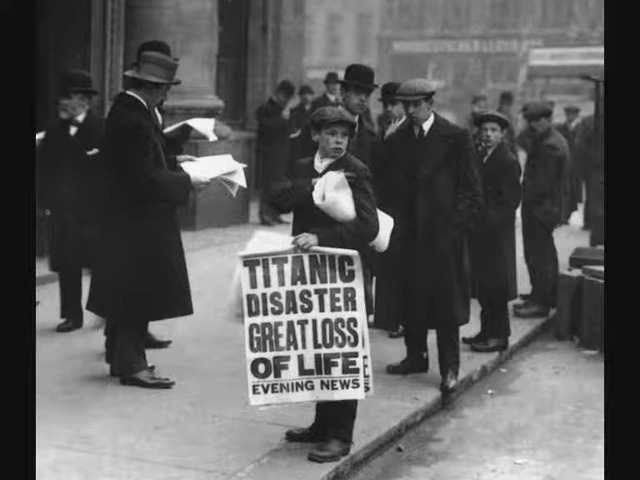 TITANIC
DISASTER
GREAT LOSS
OF LIFE
EVENING NEWS